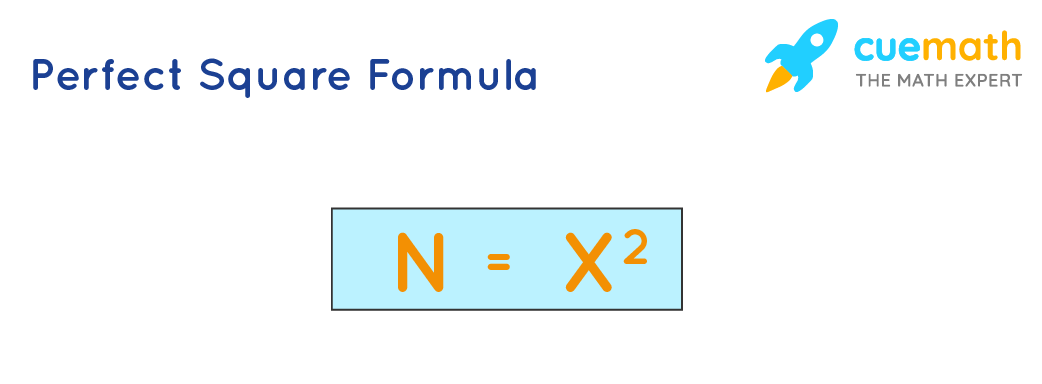 Perfect Square Formula
cuemath
THE MATH EXPERT
N = X²